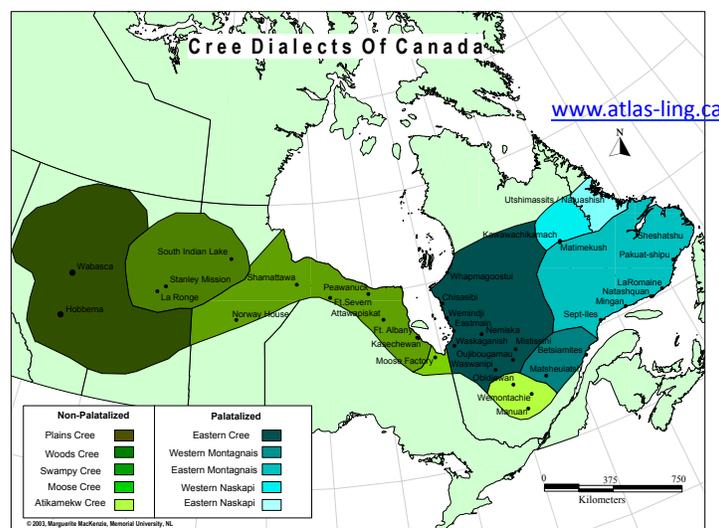 Cree Dialects Of Canada
www.atlas-ling.ca
N
Utshimassits / Natuashish
Kawawachikamach
Sheshatshu
Matimekush
Pakuat-shipu
South Indian Lake
Wabasca
Whapmagoostui
Stanley Mission
Shamattawa
LaRomaine
La Ronge
Peawanuck
Chisasibi
Natashquan
Ft.Severn
Mingan
Hobbema
Attawapiskat
Wemindji
Norway House
Eastmain
Sept-Iles
Ft. Albany
Nemiska
Kasechewan
Waskaganish
Mistissini
Betsiamites
Moose Factory
Oujibougamau
Waswanipi
Matsheuiatsh
Obidjiwan
Wemontachie
Manuan
Non-Palatalized
Plains Cree
Woods Cree
Swampy Cree
Moose Cree
Atikamekw Cree
Palatalized
Eastern Cree
Western Montagnais
Eastern Montagnais
Western Naskapi
Eastern Naskapi
0 375 750
Kilometers
© 2003, Marguerite MacKenzie, Memorial University, NL